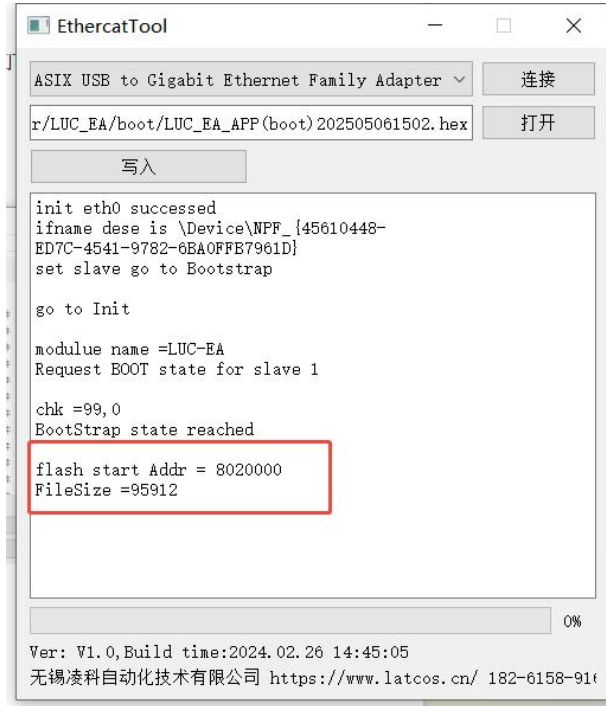 EthercatTool
ASIX USB to Gigabit Ethernet Family Adapter
连接
r/LUC_EA/boot/LUC_EA_APP(boot)202505061502.hex
打开
写入
init eth0 successed
ifname dese is \Device\NPF_{45610448-
ED7C-4541-9782-6BA0FFB7961D}
set slave go to Bootstrap
go to Init
modulue name =LUC-EA
Request BOOT state for slave 1
chk =99,0
BootStrap state reached
flash start Addr = 8020000
FileSize =95912
0%
Ver: V1.0,Build time:2024.02.26 14:45:05
无锡凌科自动化技术有限公司 https://www.latcos.cn/ 182-6158-916